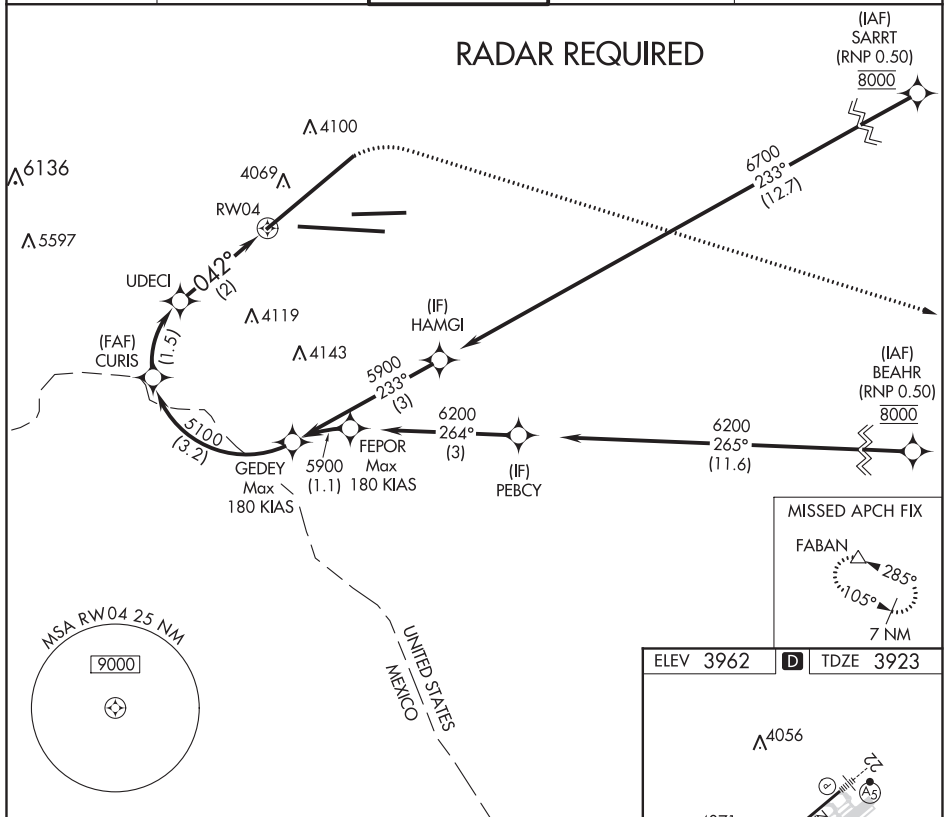 RADAR REQUIRED
(IAF)
SARRT
(RNP 0.50)
8000
4100
6136
4069
6700
233°
(12.7)
RW04
5597
UDECI
042°
(2)
(IF)
HAMGI
4119
(FAF)
CURIS
(1.5)
4143
5900
233°
(3)
(IAF)
BEAHR
(RNP 0.50)
8000
5100
(3.2)
6200
264°
(3)
6200
265°
(11.6)
GEDEY
Max
180 KIAS
5900
(1.1)
FEPOR
Max
180 KIAS
(IF)
PEBCY
MISSED APCH FIX
FABAN
285°
105°
7 NM
MSA RW04 25 NM
9000
UNITED STATES
MEXICO
ELEV 3962
D
TDZE 3923
4056
22
P
A5